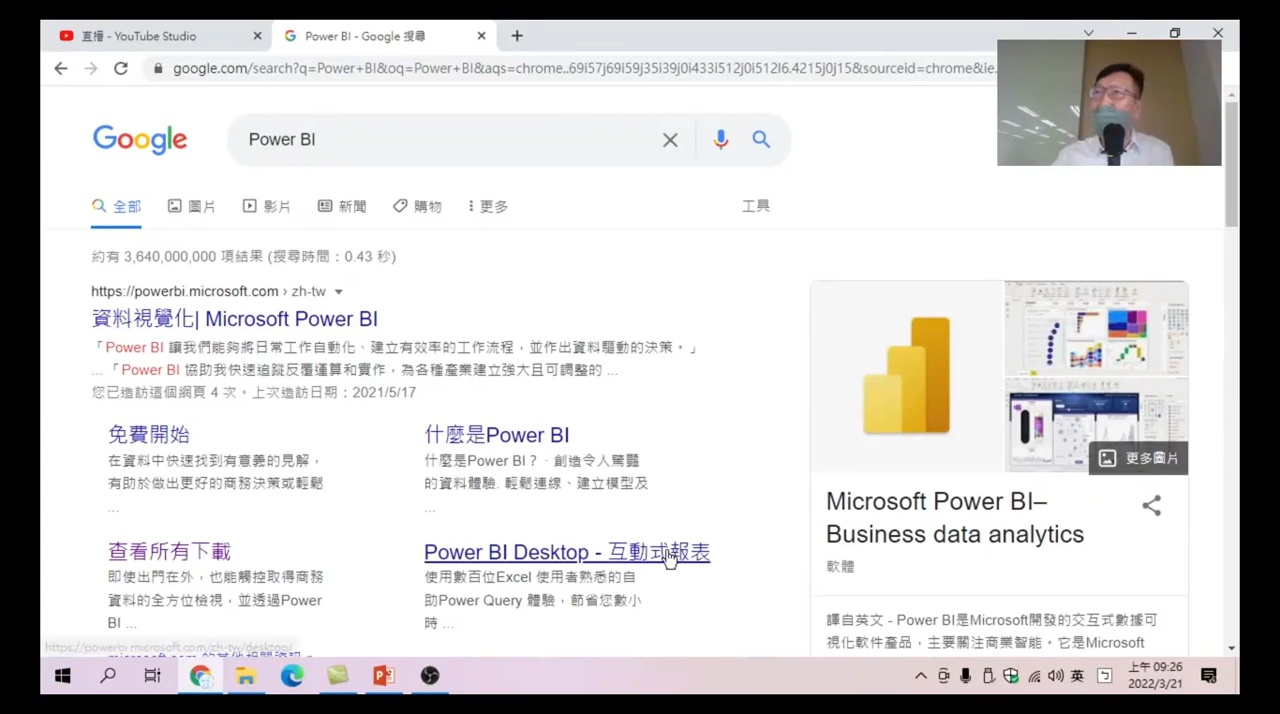 直播 - YouTube Studio
Power BI - Google 搜尋
google.com/search?q=Power+BI&oq=Power+BI&aqs=chrome..69i57j69i59j35i39j0i433i512j0i512l6.4215j0j15&sourceid=chrome&ie...
Google
Power BI
全部
圖片
影片
新聞
購物
更多
工具
約有 3,640,000,000 項結果 (搜尋時間：0.43 秒)
https://powerbi.microsoft.com › zh-tw
資料視覺化| Microsoft Power BI
「Power BI 讓我們能夠將日常工作自動化、建立有效率的工作流程，並作出資料驅動的決策。」
... 「Power BI 協助我快速追蹤反覆運算和實作，為各種產業建立強大且可調整的 ...
您已造訪這個網頁 4 次。上次造訪日期：2021/5/17
免費開始
在資料中快速找到有意義的見解，
有助於做出更好的商務決策或輕鬆
...
什麼是Power BI
什麼是Power BI？ · 創造令人驚豔
的資料體驗. 輕鬆連線、建立模型及
...
查看所有下載
即使出門在外，也能觸控取得商務
資料的全方位檢視，並透過Power
BI ...
Power BI Desktop - 互動式報表
使用數百位Excel 使用者熟悉的自
助Power Query 體驗，節省您數小
時 ...
microsoft.com 的其他相關資訊 »
https://powerbi.microsoft.com/zh-tw/desktop/
更多圖片
Microsoft Power BI–
Business data analytics
軟體
譯自英文 - Power BI是Microsoft開發的交互式數據可
視化軟件產品，主要關注商業智能。它是Microsoft
英
上午 09:26
2022/3/21